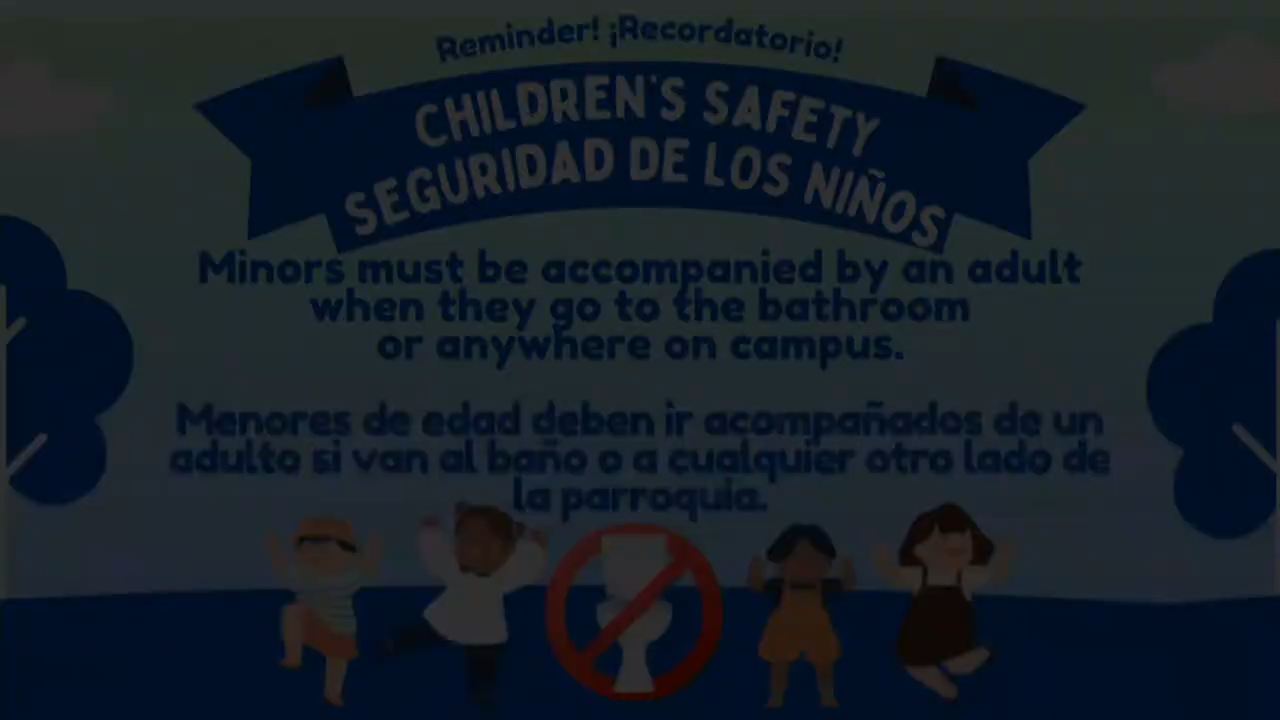 Reminder! ¡Recordatorio!
CHILDREN'S SAFETY
SEGURIDAD DE LOS NIÑOS
Minors must be accompanied by an adult
when they go to the bathroom
or anywhere on campus.
Menores de edad deben ir acompañados de un
adulto si van al baño o a cualquier otro lado de
la parroquia.